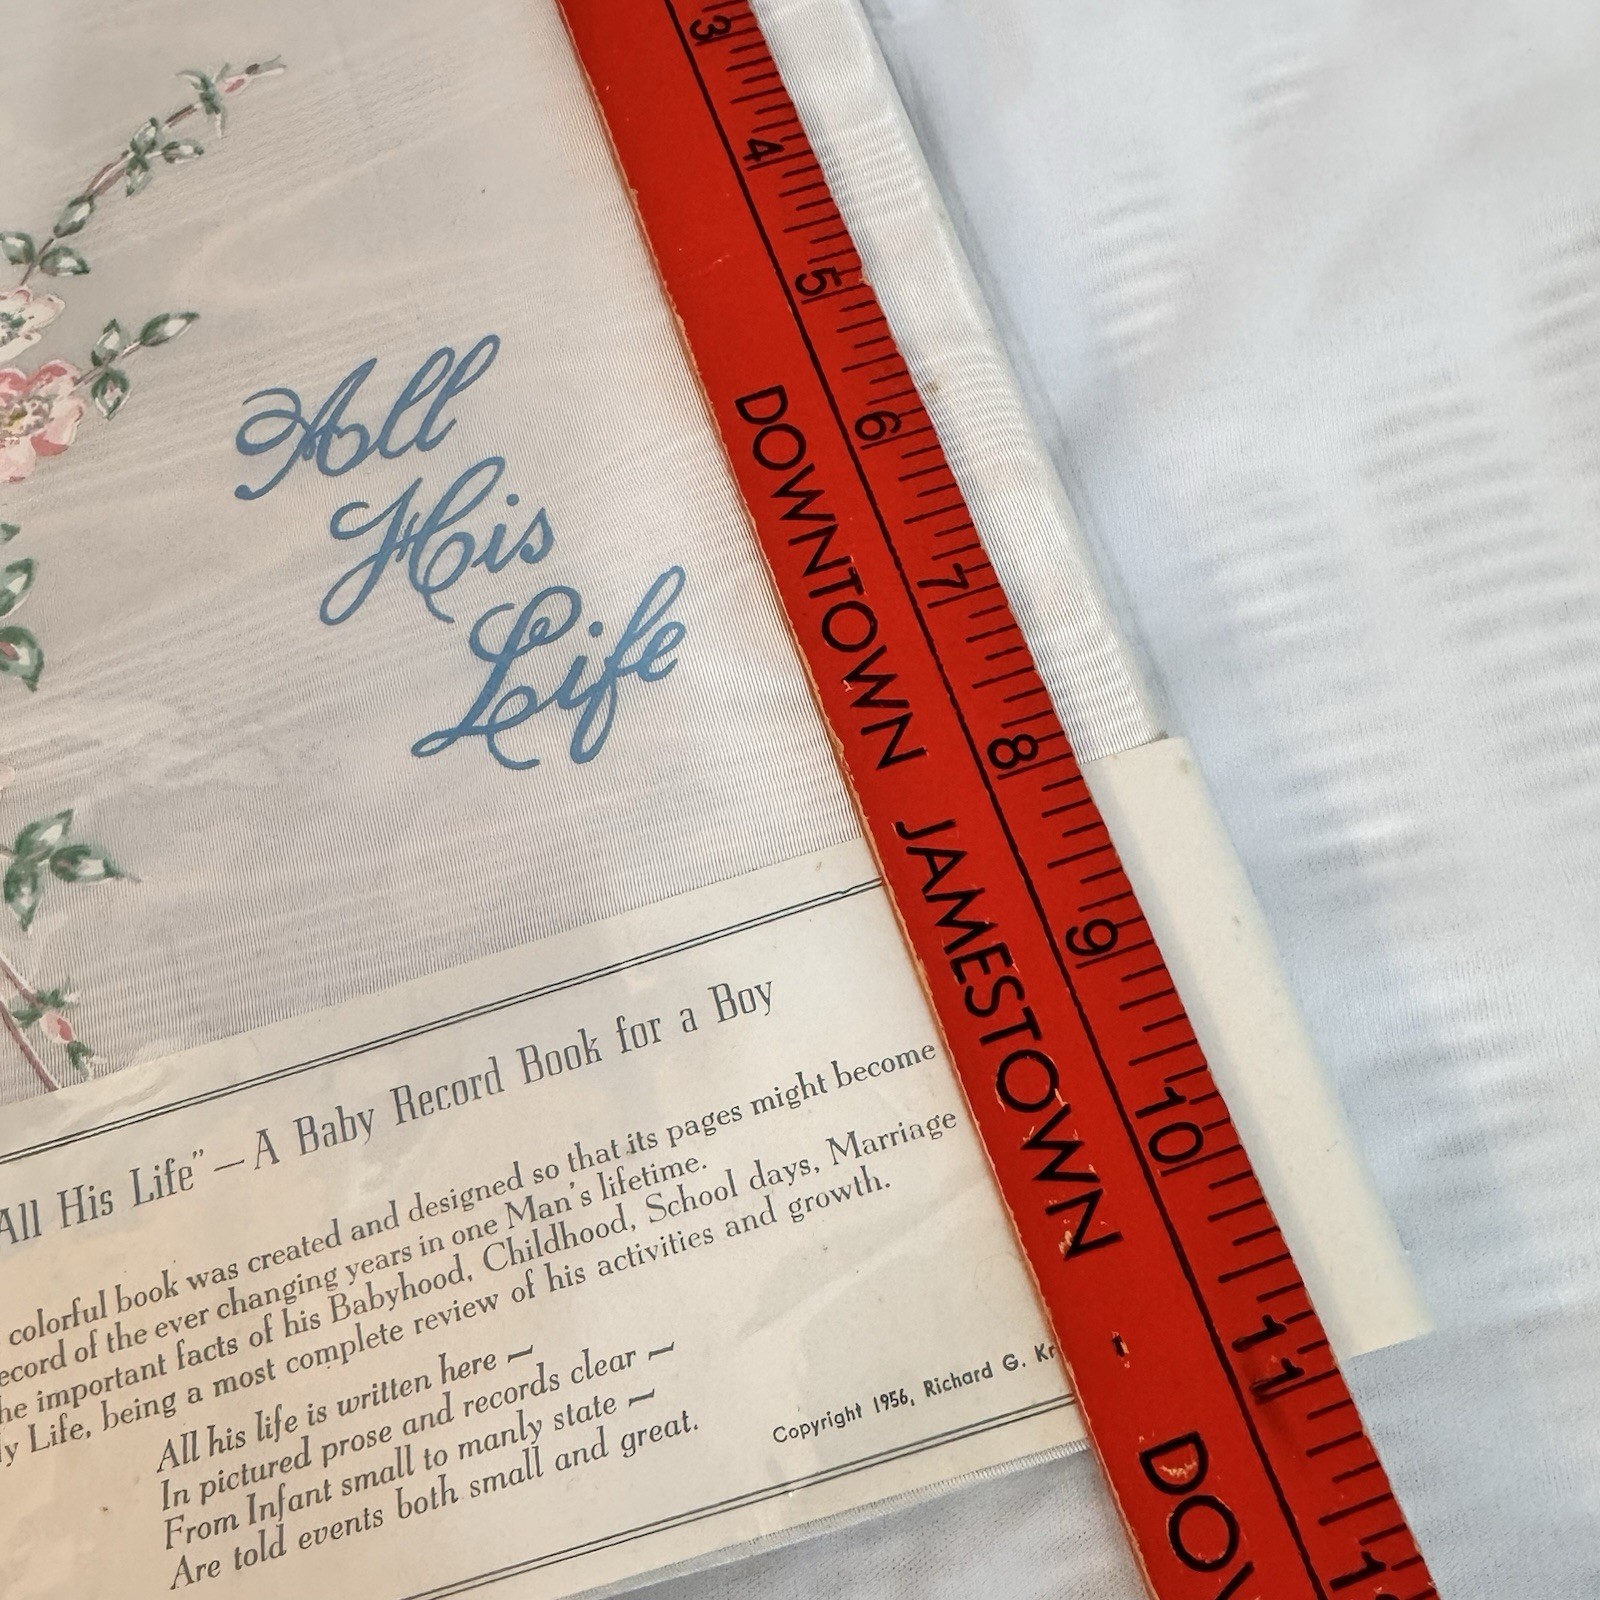 All
His
Life
All His Life" — A Baby Record Book for a Boy
colorful book was created and designed so that its pages might become
of the ever changing years in one Man's lifetime.
important facts of his Babyhood, Childhood, School days, Marriage
Life, being a most complete review of his activities and growth.
All his life is written here —
In pictured prose and records clear —
From Infant small to manly state —
Are told events both small and great.
Copyright 1956, Richard G.
3 4 5 6 7 8 9 10 11
DOWNTOWN JAMESTOWN -